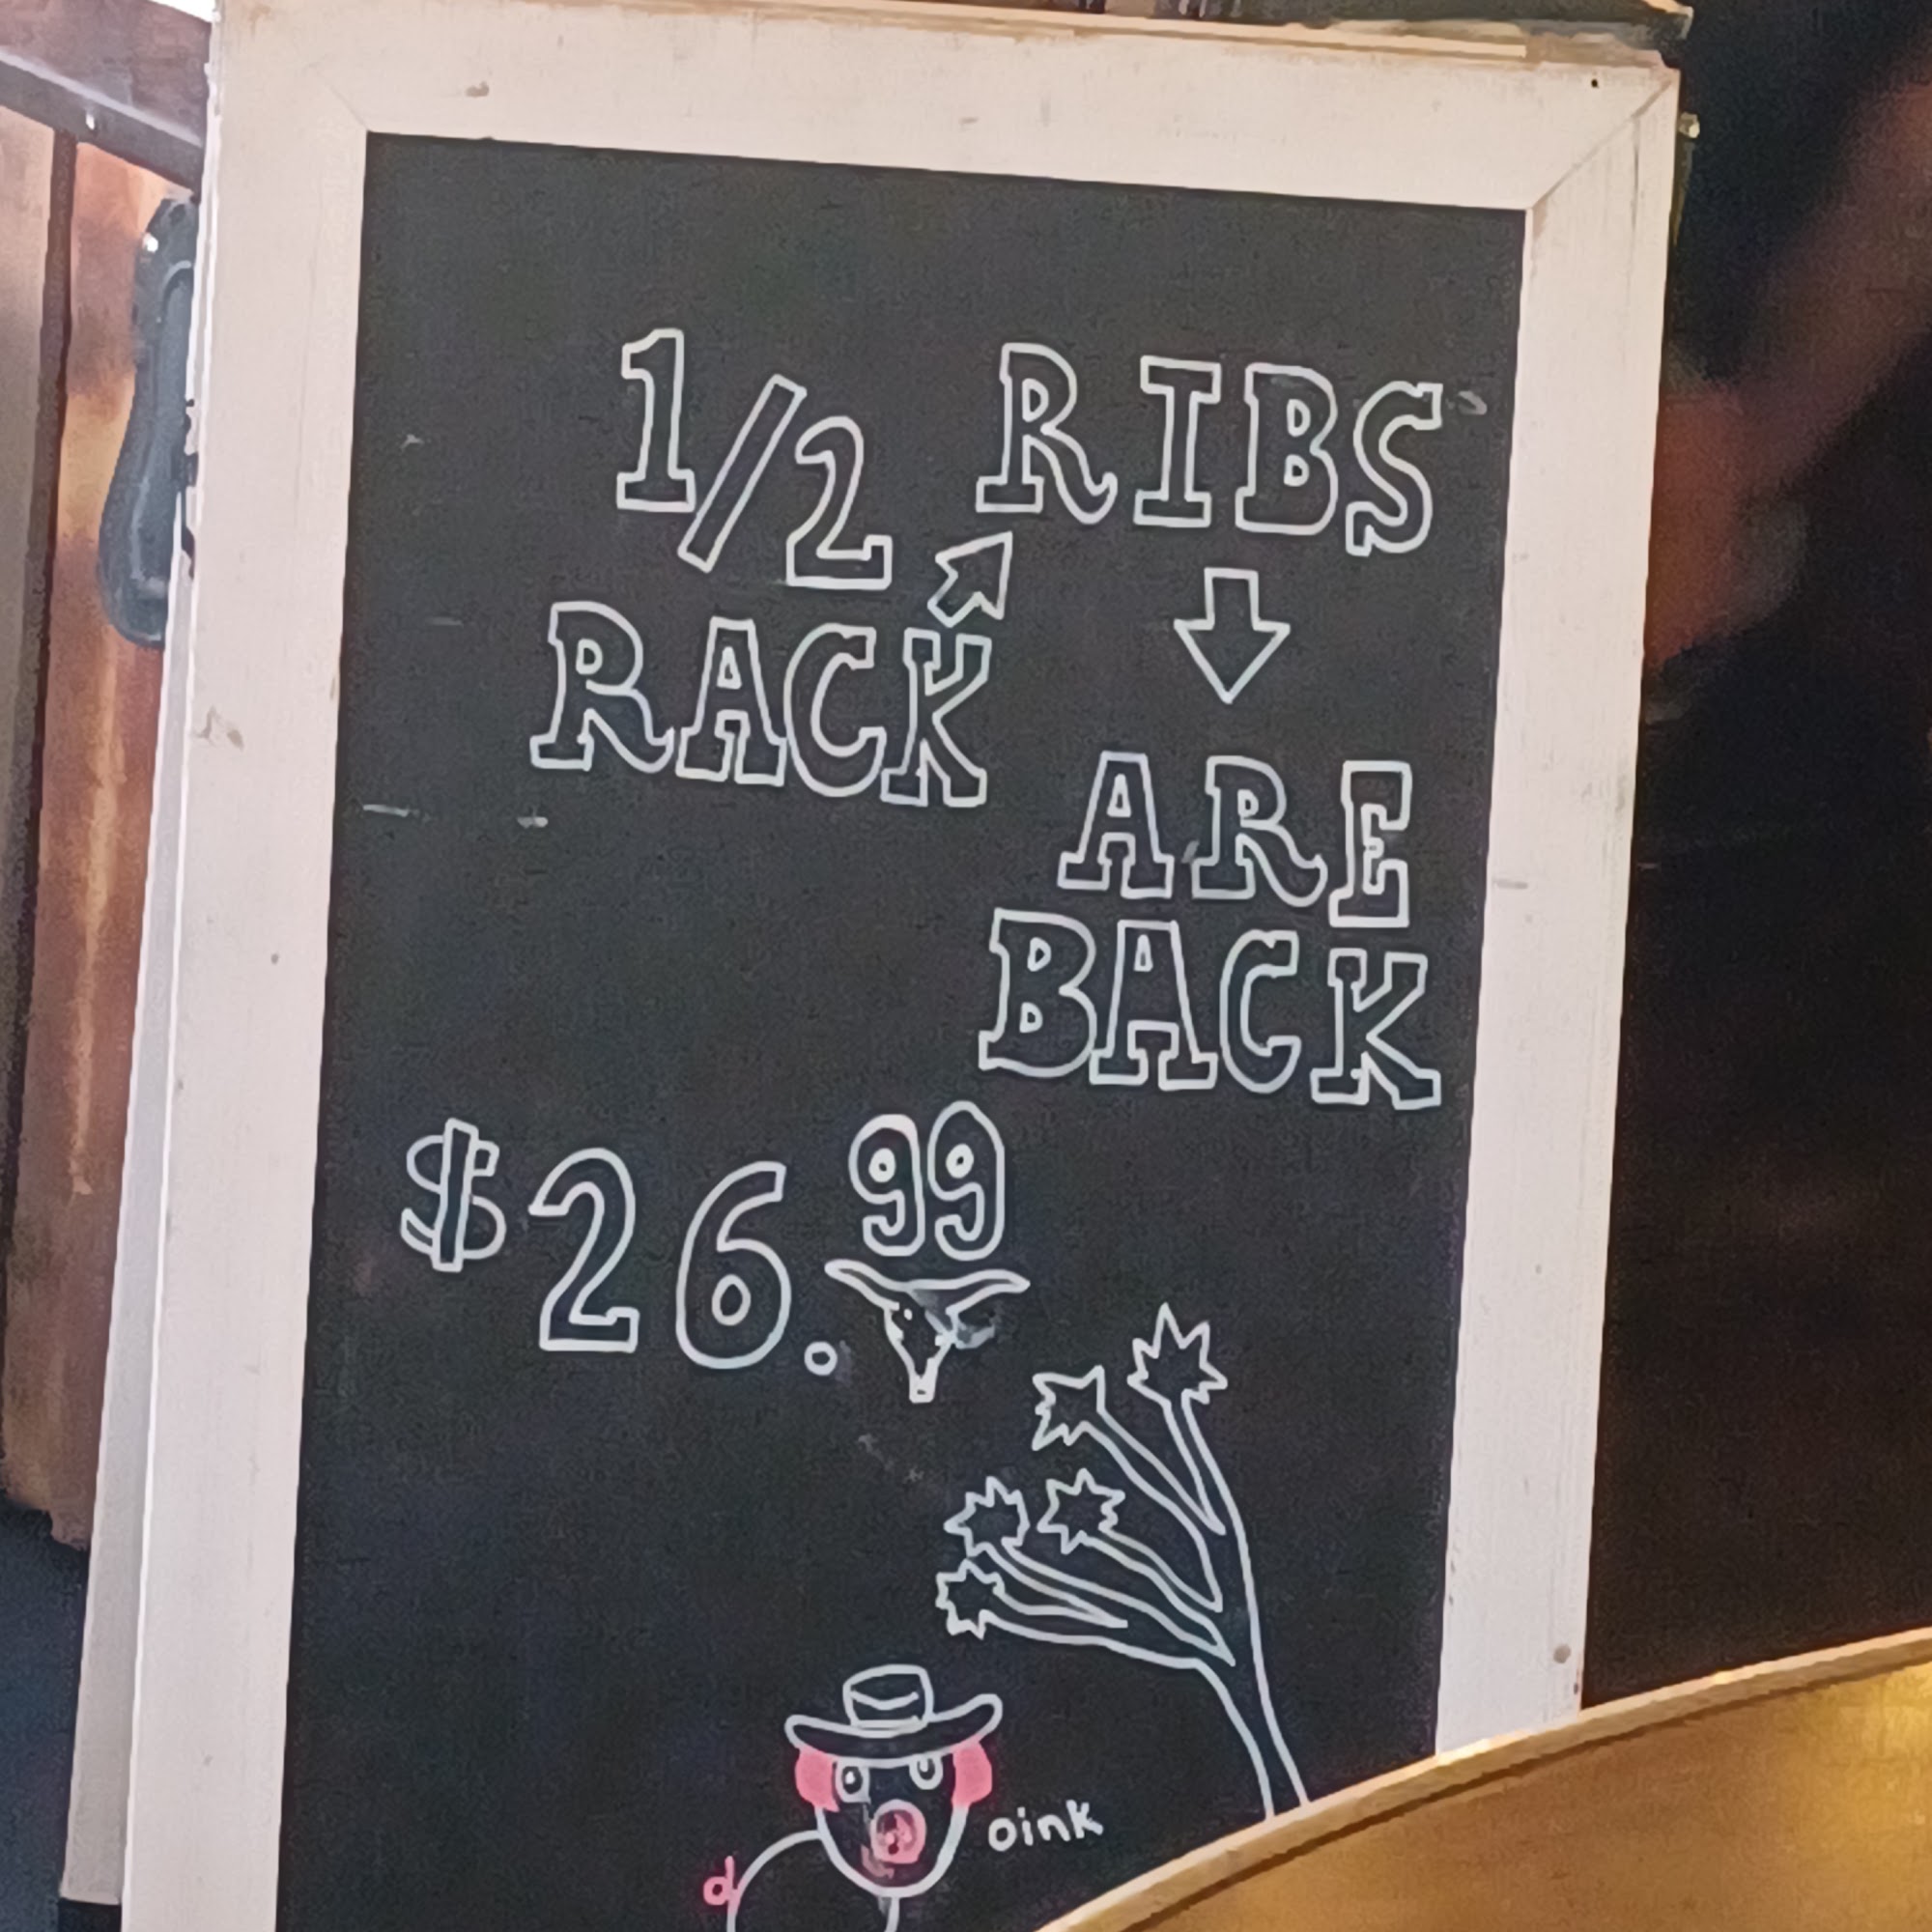 1/2 RIBS
RACK
ARE
BACK
$26.99
oink